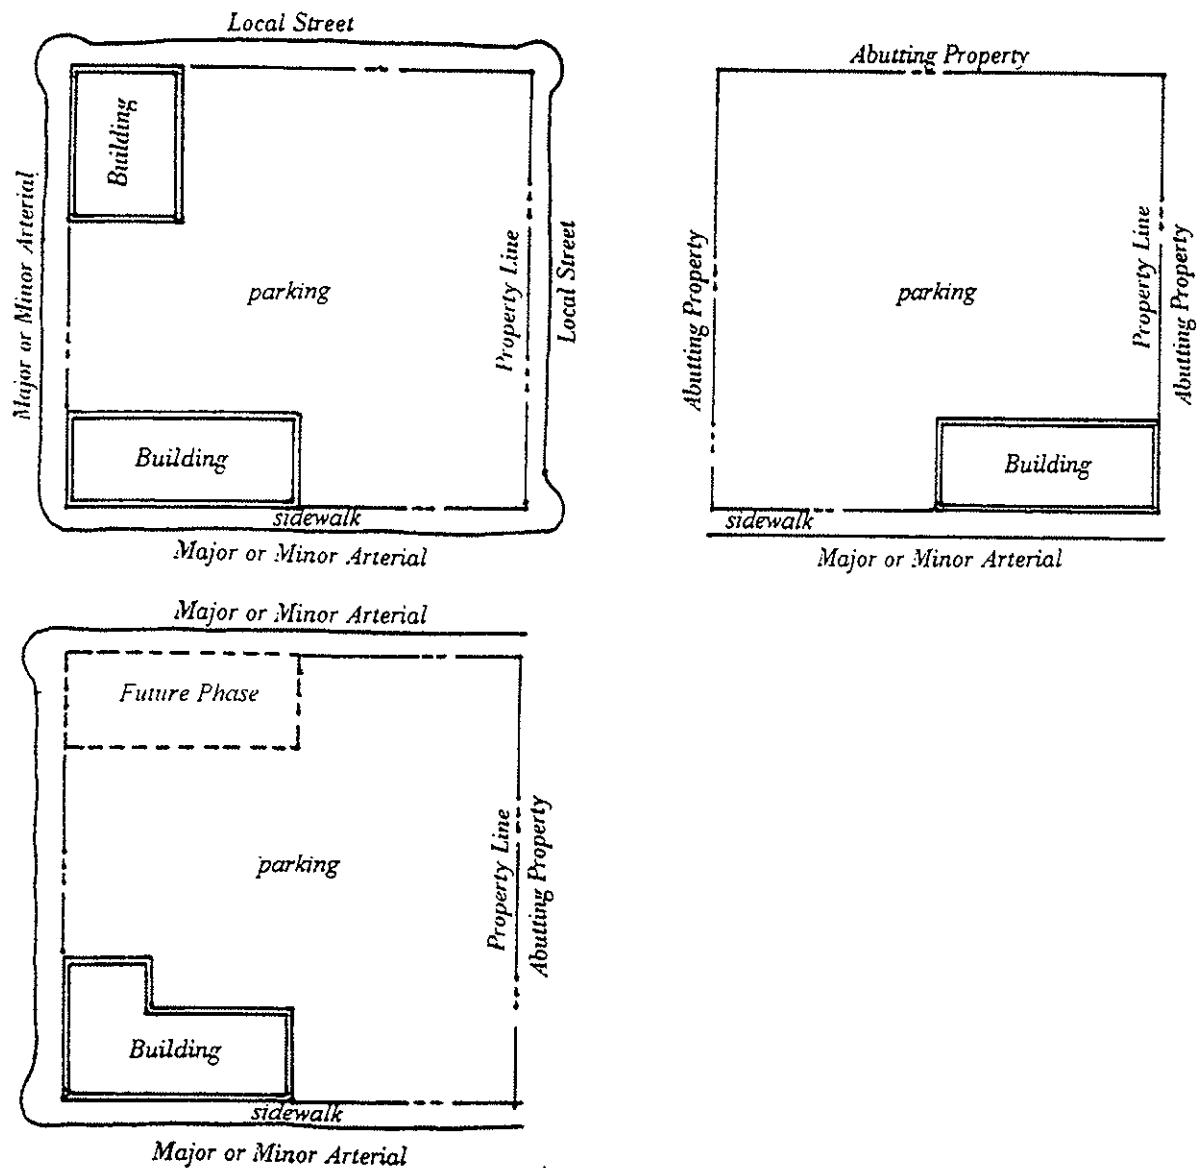 Local Street
Building
Major or Minor Arterial
parking
Property Line
Local Street
Building
sidewalk
Major or Minor Arterial
Abutting Property
Abutting Property
parking
Property Line
Abutting Property
Building
sidewalk
Major or Minor Arterial
Major or Minor Arterial
Future Phase
parking
Property Line
Abutting Property
Building
sidewalk
Major or Minor Arterial